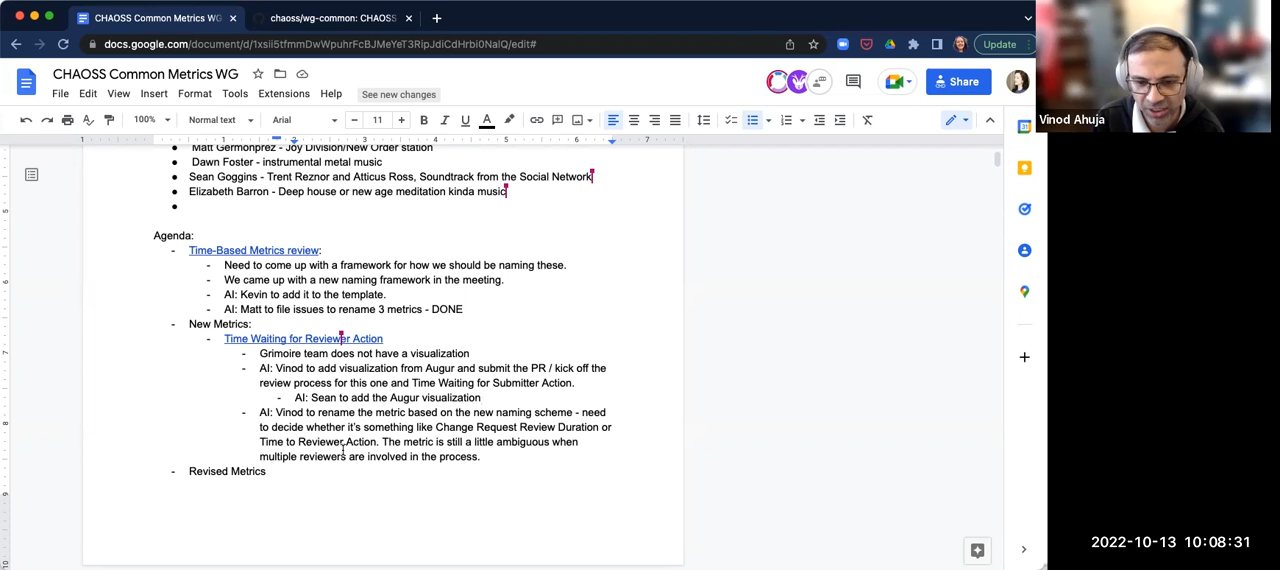 CHAOSS Common Metrics WG
chaoss/wg-common: CHAOSS
docs.google.com/document/d/1xsii5tfmmDwWpuhrFcBJMeYeT3RipJdiCdHrbi0NalQ/edit#
Update
CHAOSS Common Metrics WG
File Edit View Insert Format Tools Extensions Help
See new changes
Share
100% Normal text Arial 11
Vinod Ahuja
Matt Germonprez - Joy Division/New Order station
Dawn Foster - instrumental metal music
Sean Goggins - Trent Reznor and Atticus Ross, Soundtrack from the Social Network
Elizabeth Barron - Deep house or new age meditation kinda music
Agenda:
- Time-Based Metrics review:
- Need to come up with a framework for how we should be naming these.
- We came up with a new naming framework in the meeting.
- AI: Kevin to add it to the template.
- AI: Matt to file issues to rename 3 metrics - DONE
- New Metrics:
- Time Waiting for Reviewer Action
- Grimoire team does not have a visualization
- AI: Vinod to add visualization from Augur and submit the PR / kick off the
review process for this one and Time Waiting for Submitter Action.
- AI: Sean to add the Augur visualization
- AI: Vinod to rename the metric based on the new naming scheme - need
to decide whether it's something like Change Request Review Duration or
Time to Reviewer Action. The metric is still a little ambiguous when
multiple reviewers are involved in the process.
- Revised Metrics
2022-10-13 10:08:31